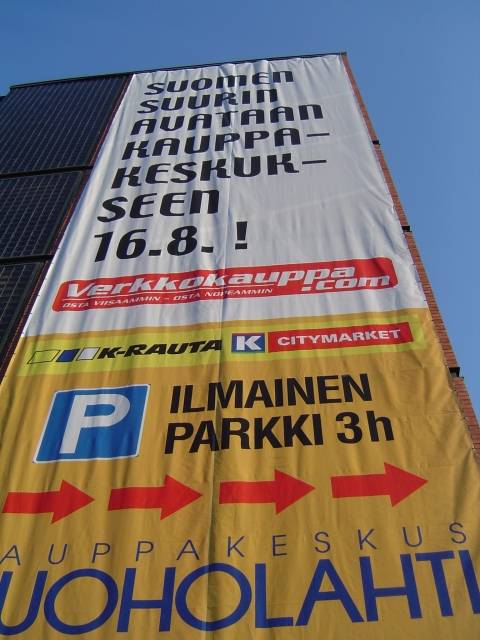 SUOMEN
SUURIN
AVATAAN
KAUPPA-
KESKUK-
SEEN
16.8. !
Verkkokauppa
.com
OSTA VIISAAMMIN - OSTA NOPEAMMIN
K-RAUTA K CITYMARKET
P ILMAINEN
PARKKI 3h
AUPPAKESKUS
UOHOLAHTI